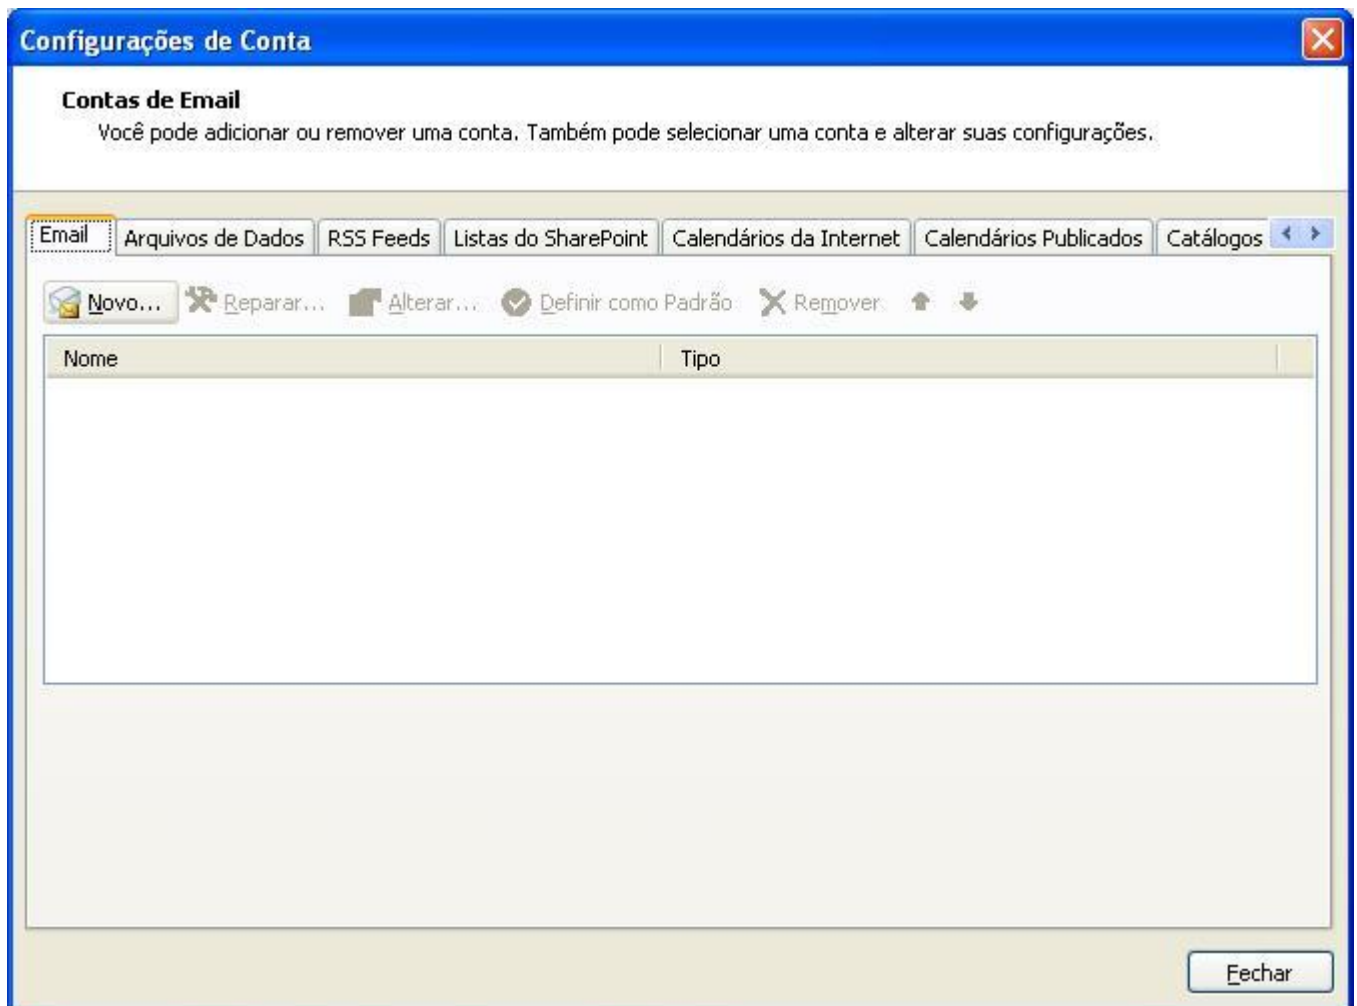 Configurações de Conta
Contas de Email
Você pode adicionar ou remover uma conta. Também pode selecionar uma conta e alterar suas configurações.
Email Arquivos de Dados RSS Feeds Listas do SharePoint Calendários da Internet Calendários Publicados Catálogos
Novo... Reparar... Alterar... Definir como Padrão Remover
Nome Tipo
Fechar